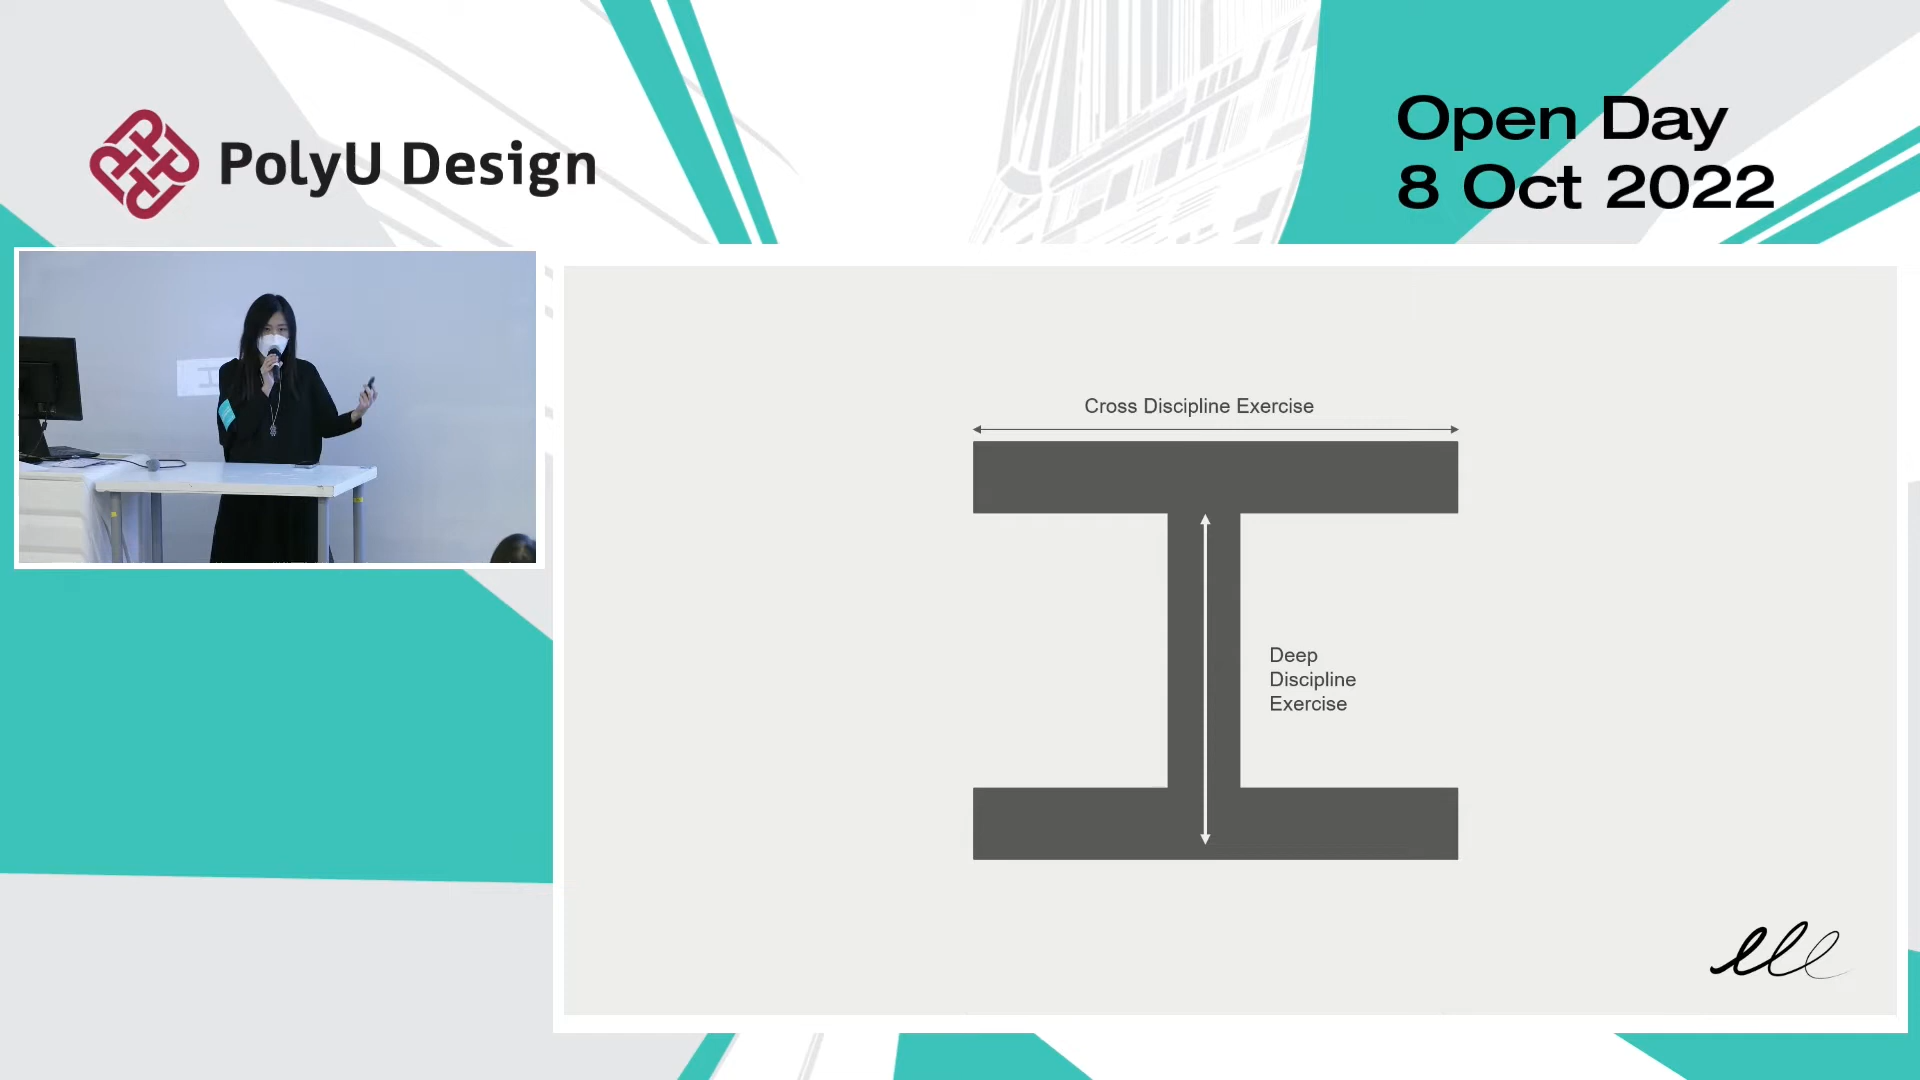 PolyU Design
Open Day
8 Oct 2022
Cross Discipline Exercise
Deep
Discipline
Exercise